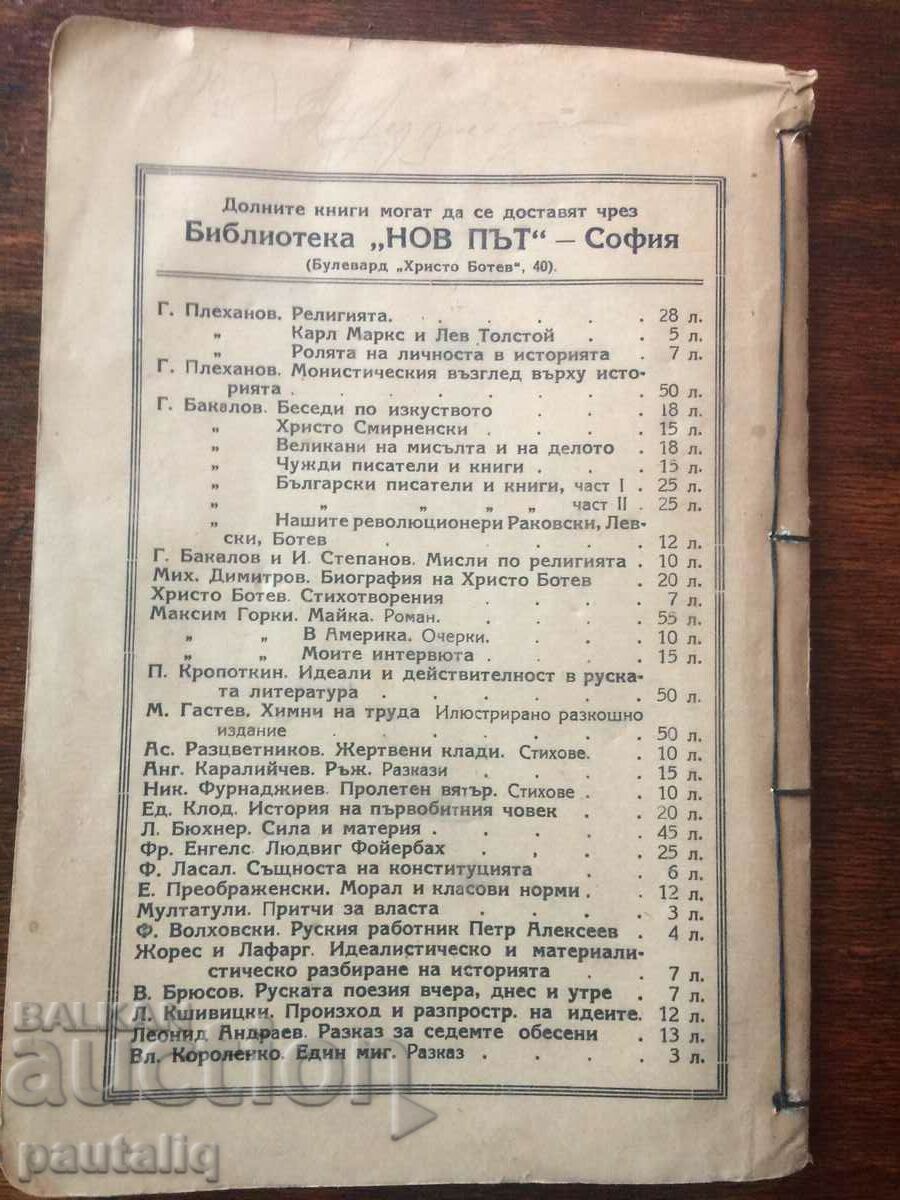 Долните книги могат да се доставят чрез
Библиотека „НОВ ПЪТ“ — София
(Булевард „Христо Ботев“, 40).
Г. Плеханов. Религията. . . . . . 28 л.
„ Карл Маркс и Лев Толстой . . 5 л.
„ Ролята на личноста в историята . 7 л.
Г. Плеханов. Монистическия възглед върху исто-
рията . . . . . . . . 50 л.
Г. Бакалов. Беседи по изкуството . . . 18 л.
„ Христо Смирненски . . . . 15 л.
„ Великани на мисълта и на делото . 18 л.
„ Чужди писатели и книги . . . 15 л.
„ Български писатели и книги, част I . 25 л.
„ „ „ „ „ част II . 25 л.
„ Нашите революционери Раковски, Лев-
ски, Ботев . . . . . 12 л.
Г. Бакалов и И. Степанов. Мисли по религията . 10 л.
Мих. Димитров. Биография на Христо Ботев . 20 л.
Христо Ботев. Стихотворения . . . . 7 л.
Максим Горки. Майка. Роман. . . . . 55 л.
„ „ В Америка. Очерки. . . 10 л.
„ „ Моите интервюта . . . 15 л.
П. Кропоткин. Идеали и действителност в руска-
та литература . . . . . . 50 л.
М. Гастев. Химни на труда Илюстрирано разкошно
издание . . . . . . . 50 л.
Ас. Разцветников. Жертвени клади. Стихове. . 10 л.
Анг. Каралийчев. Ръж. Разкази . . . . 15 л.
Ник. Фурнаджиев. Пролетен вятър. Стихове . . 10 л.
Ед. Клод. История на първобитния човек . . 20 л.
Л. Бюхнер. Сила и материя . . . . . 45 л.
Фр. Енгелс. Людвиг Фойербах . . . . 25 л.
Ф. Ласал. Същноста на конституцията . . 6 л.
Е. Преображенски. Морал и класови норми . . 12 л.
Мултатули. Притчи за власта . . . . 3 л.
Ф. Волховски. Руския работник Петр Алексеев . 4 л.
Жорес и Лафарг. Идеалистическо и материали-
стическо разбиране на историята . . 7 л.
В. Брюсов. Руската поезия вчера, днес и утре . 7 л.
Л. Кшивицки. Произход и разпростр. на идеите. 12 л.
Леонид Андраев. Разказ за седемте обесени . 13 л.
Вл. Короленко. Един миг. Разказ . . . . 3 л.
BALKAN
auction
pautaliq